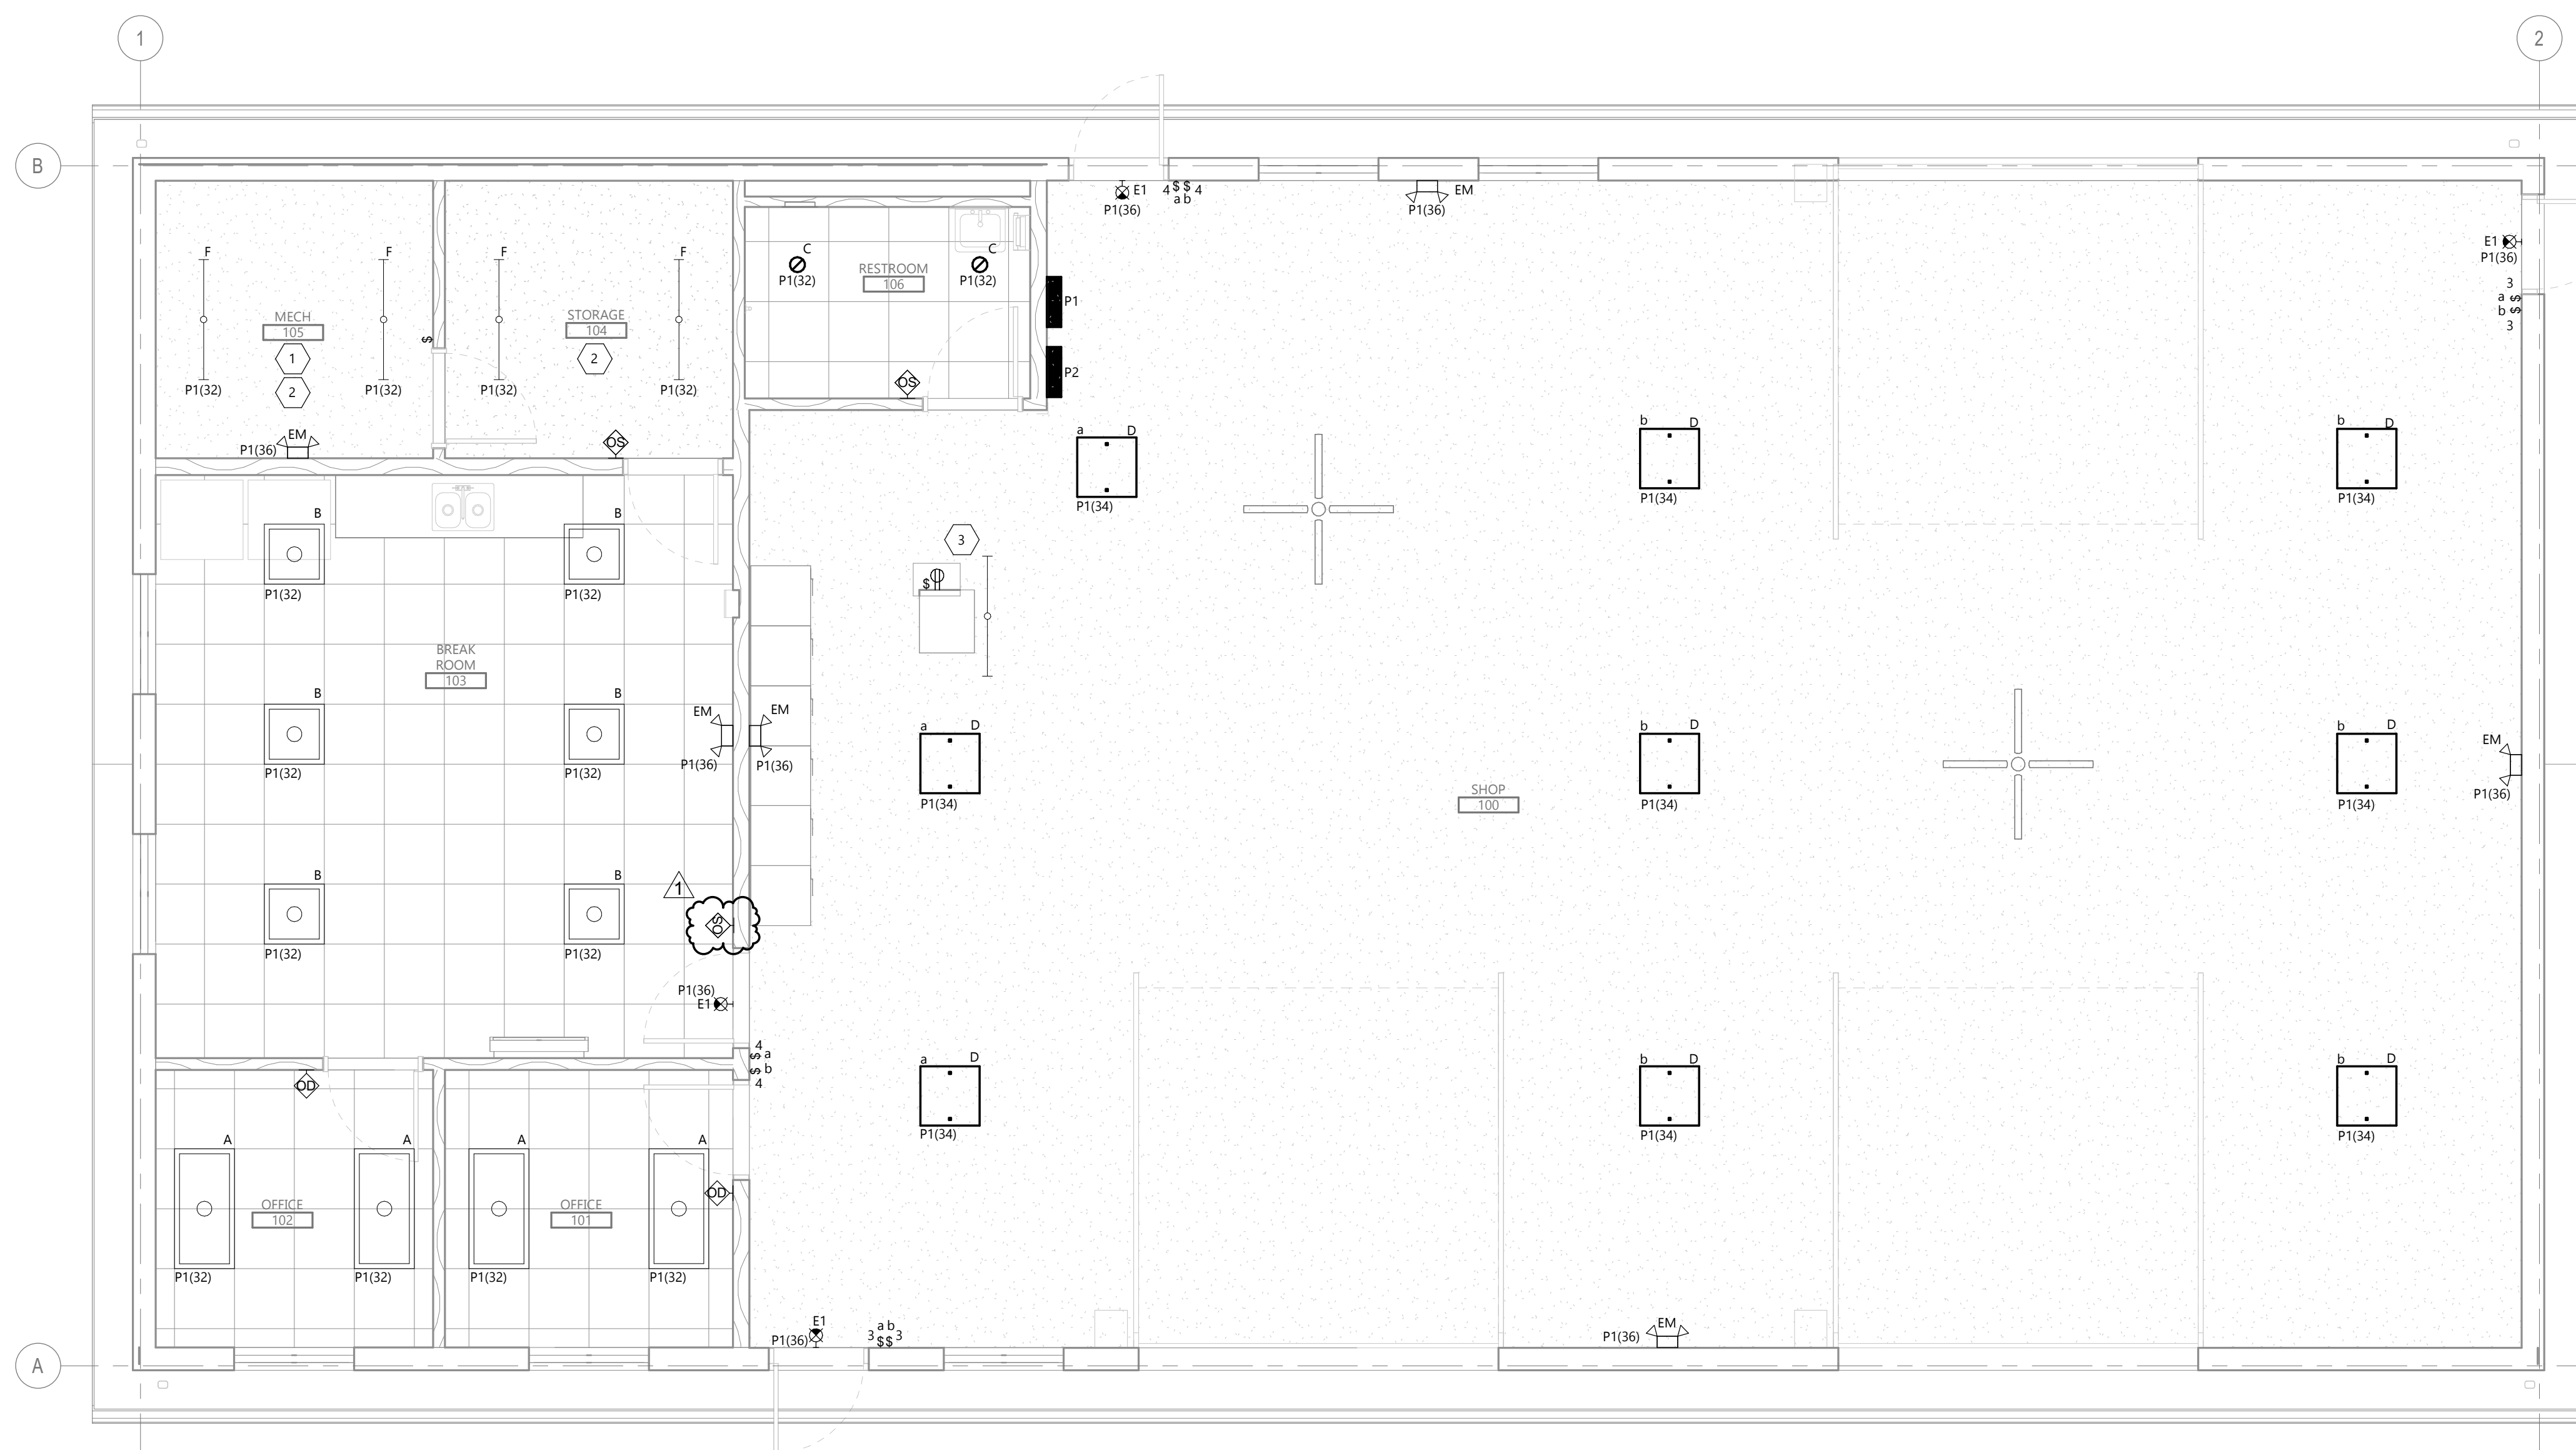 1
2
B
E1
4 $ $ 4
a b
P1(36)
EM
P1(36)
E1
P1(36)
3
a $
b $
3
F
F
F
F
C
C
P1(32)
P1(32)
RESTROOM
106
MECH
105
1
2
STORAGE
104
2
$
P1
P2
P1(32)
P1(32)
P1(32)
P1(32)
OS
EM
P1(36)
OS
a
D
P1(34)
b
D
P1(34)
b
D
P1(34)
B
B
P1(32)
P1(32)
3
$
BREAK
ROOM
103
B
B
P1(32)
P1(32)
EM
P1(36)
EM
P1(36)
a
D
P1(34)
b
D
P1(34)
b
D
P1(34)
EM
P1(36)
SHOP
100
B
B
P1(32)
P1(32)
1
OS
P1(36)
E1
4
$ a
$ b
4
a
D
P1(34)
b
D
P1(34)
b
D
P1(34)
OD
A
A
A
A
OD
OFFICE
102
OFFICE
101
P1(32)
P1(32)
P1(32)
P1(32)
E1
P1(36)
a b
3 $ $ 3
EM
P1(36)
A